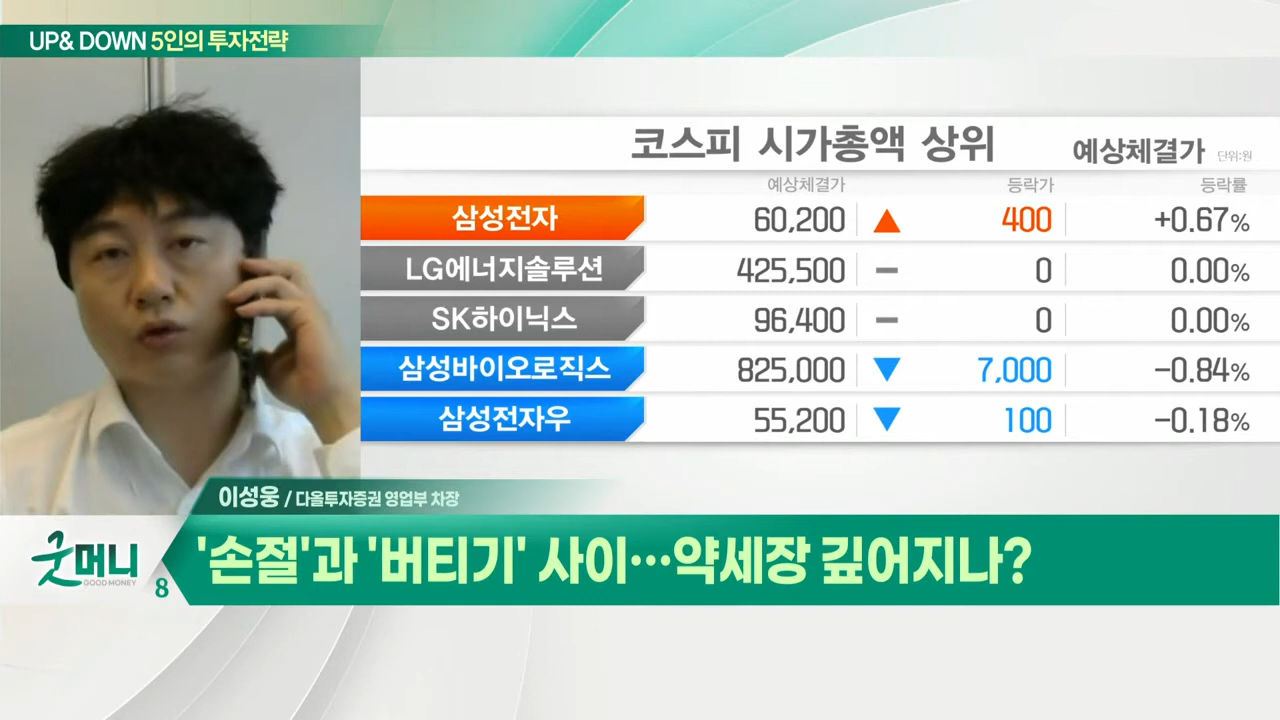 UP& DOWN 5인의 투자전략
코스피 시가총액 상위 예상체결가 단위:원
예상체결가 등락가 등락률
삼성전자 60,200 ▲ 400 +0.67%
LG에너지솔루션 425,500 － 0 0.00%
SK하이닉스 96,400 － 0 0.00%
삼성바이오로직스 825,000 ▼ 7,000 -0.84%
삼성전자우 55,200 ▼ 100 -0.18%
이성웅 / 다올투자증권 영업부 차장
굿머니 GOOD MONEY 8
'손절'과 '버티기' 사이…약세장 깊어지나?